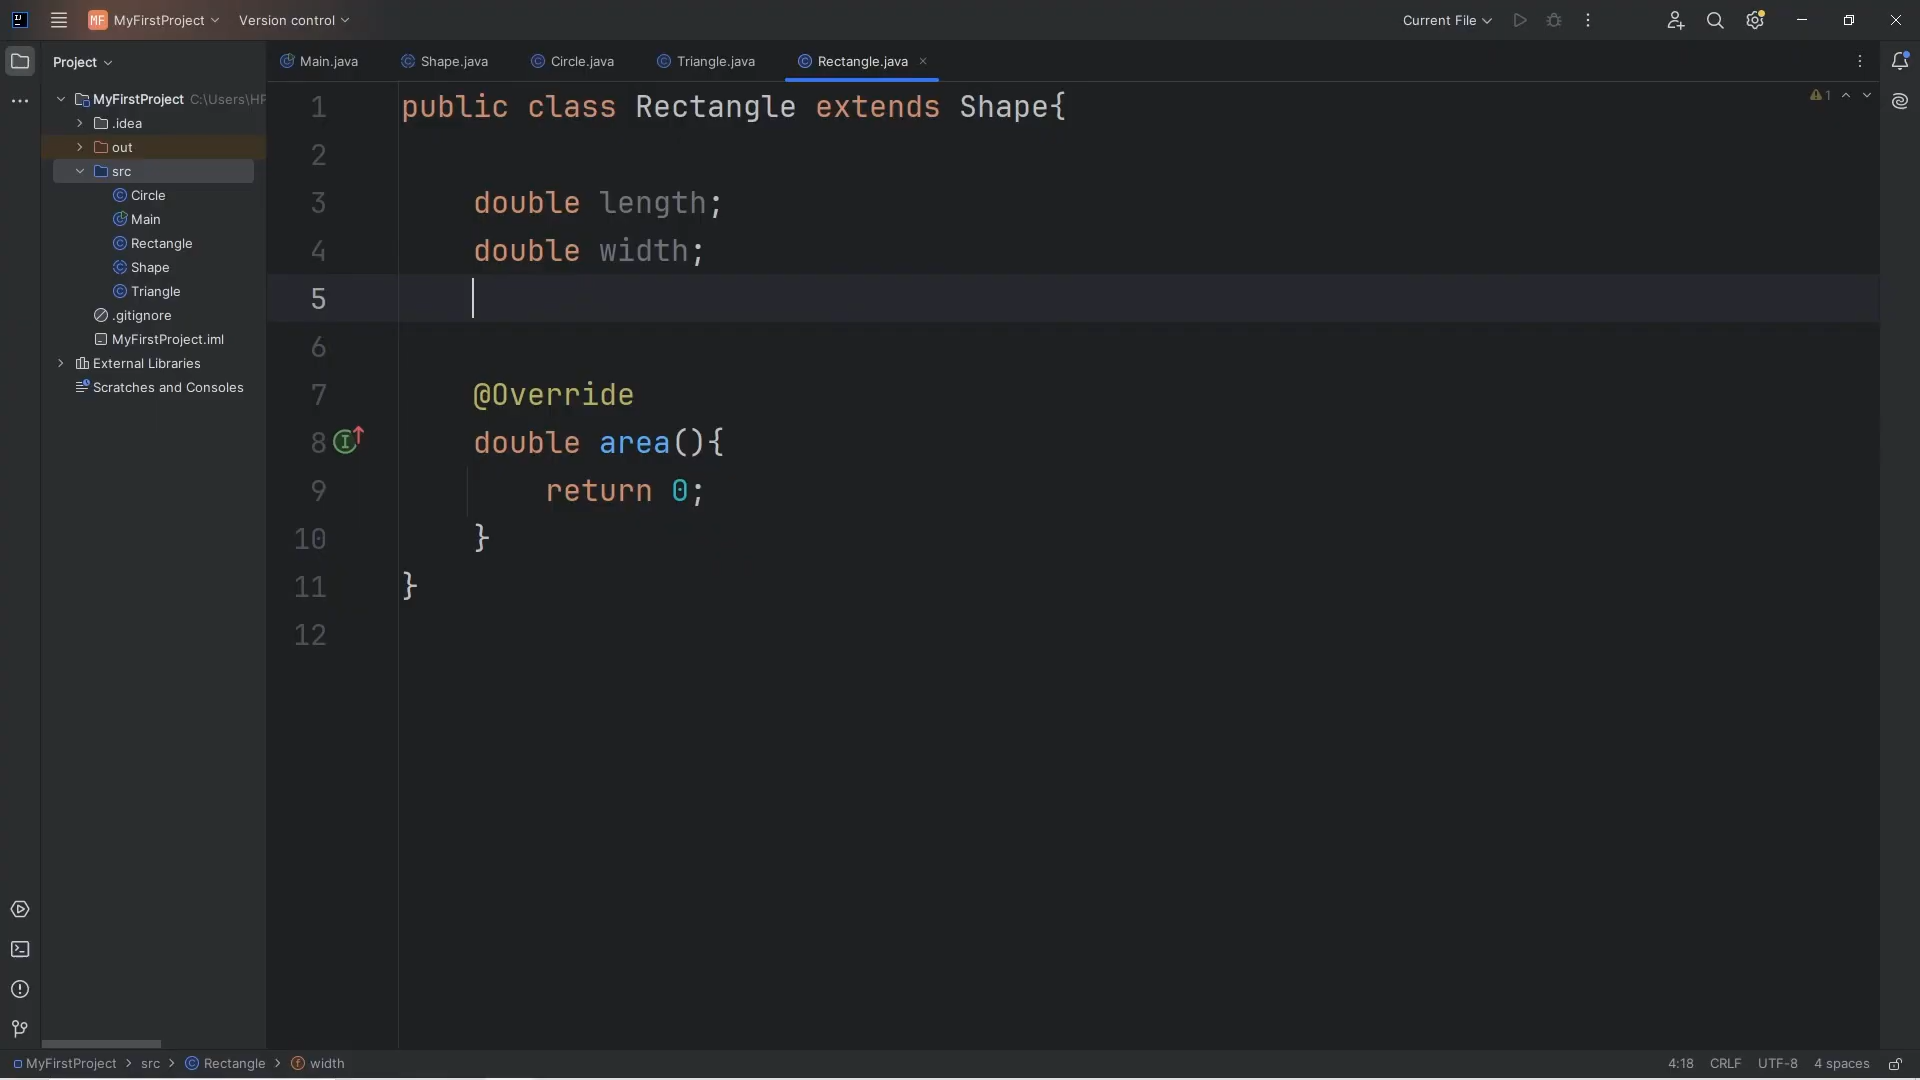 MF MyFirstProject Version control Current File
Project
Main.java Shape.java Circle.java Triangle.java Rectangle.java
MyFirstProject C:\Users\HP
.idea
out
src
Circle
Main
Rectangle
Shape
Triangle
.gitignore
MyFirstProject.iml
External Libraries
Scratches and Consoles
1 public class Rectangle extends Shape{
2
3 double length;
4 double width;
5
6
7 @Override
8 double area(){
9 return 0;
10 }
11 }
12
1
MyFirstProject > src > Rectangle > width 4:18 CRLF UTF-8 4 spaces